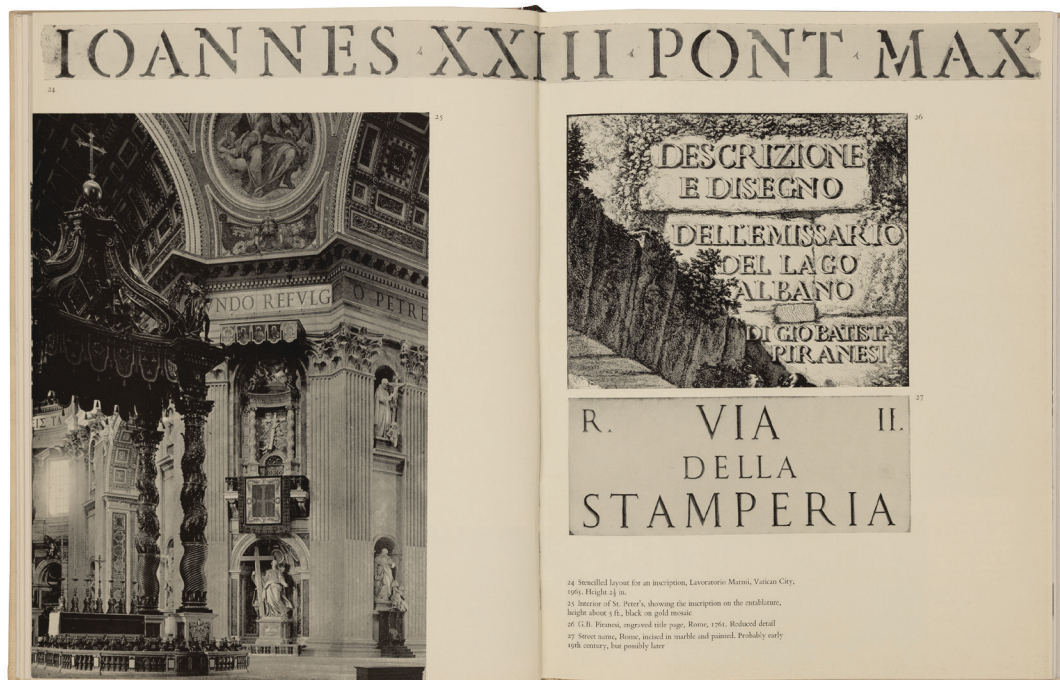 IOANNES XXIII PONT MAX
24
25
NDO REFVLG
O PETRE
26
DESCRIZIONE
E DISEGNO
DELL'EMISSARIO
DEL LAGO
ALBANO
DI GIO BATISTA
PIRANESI
27
R. VIA II.
DELLA
STAMPERIA
24 Stencilled layout for an inscription, Lavoratorio Marmi, Vatican City,
1963. Height 2½ in.
25 Interior of St. Peter's, showing the inscription on the entablature,
height about 5 ft., black on gold mosaic
26 G.B. Piranesi, engraved title page, Rome, 1761. Reduced detail
27 Street name, Rome, incised in marble and painted. Probably early
19th century, but possibly later